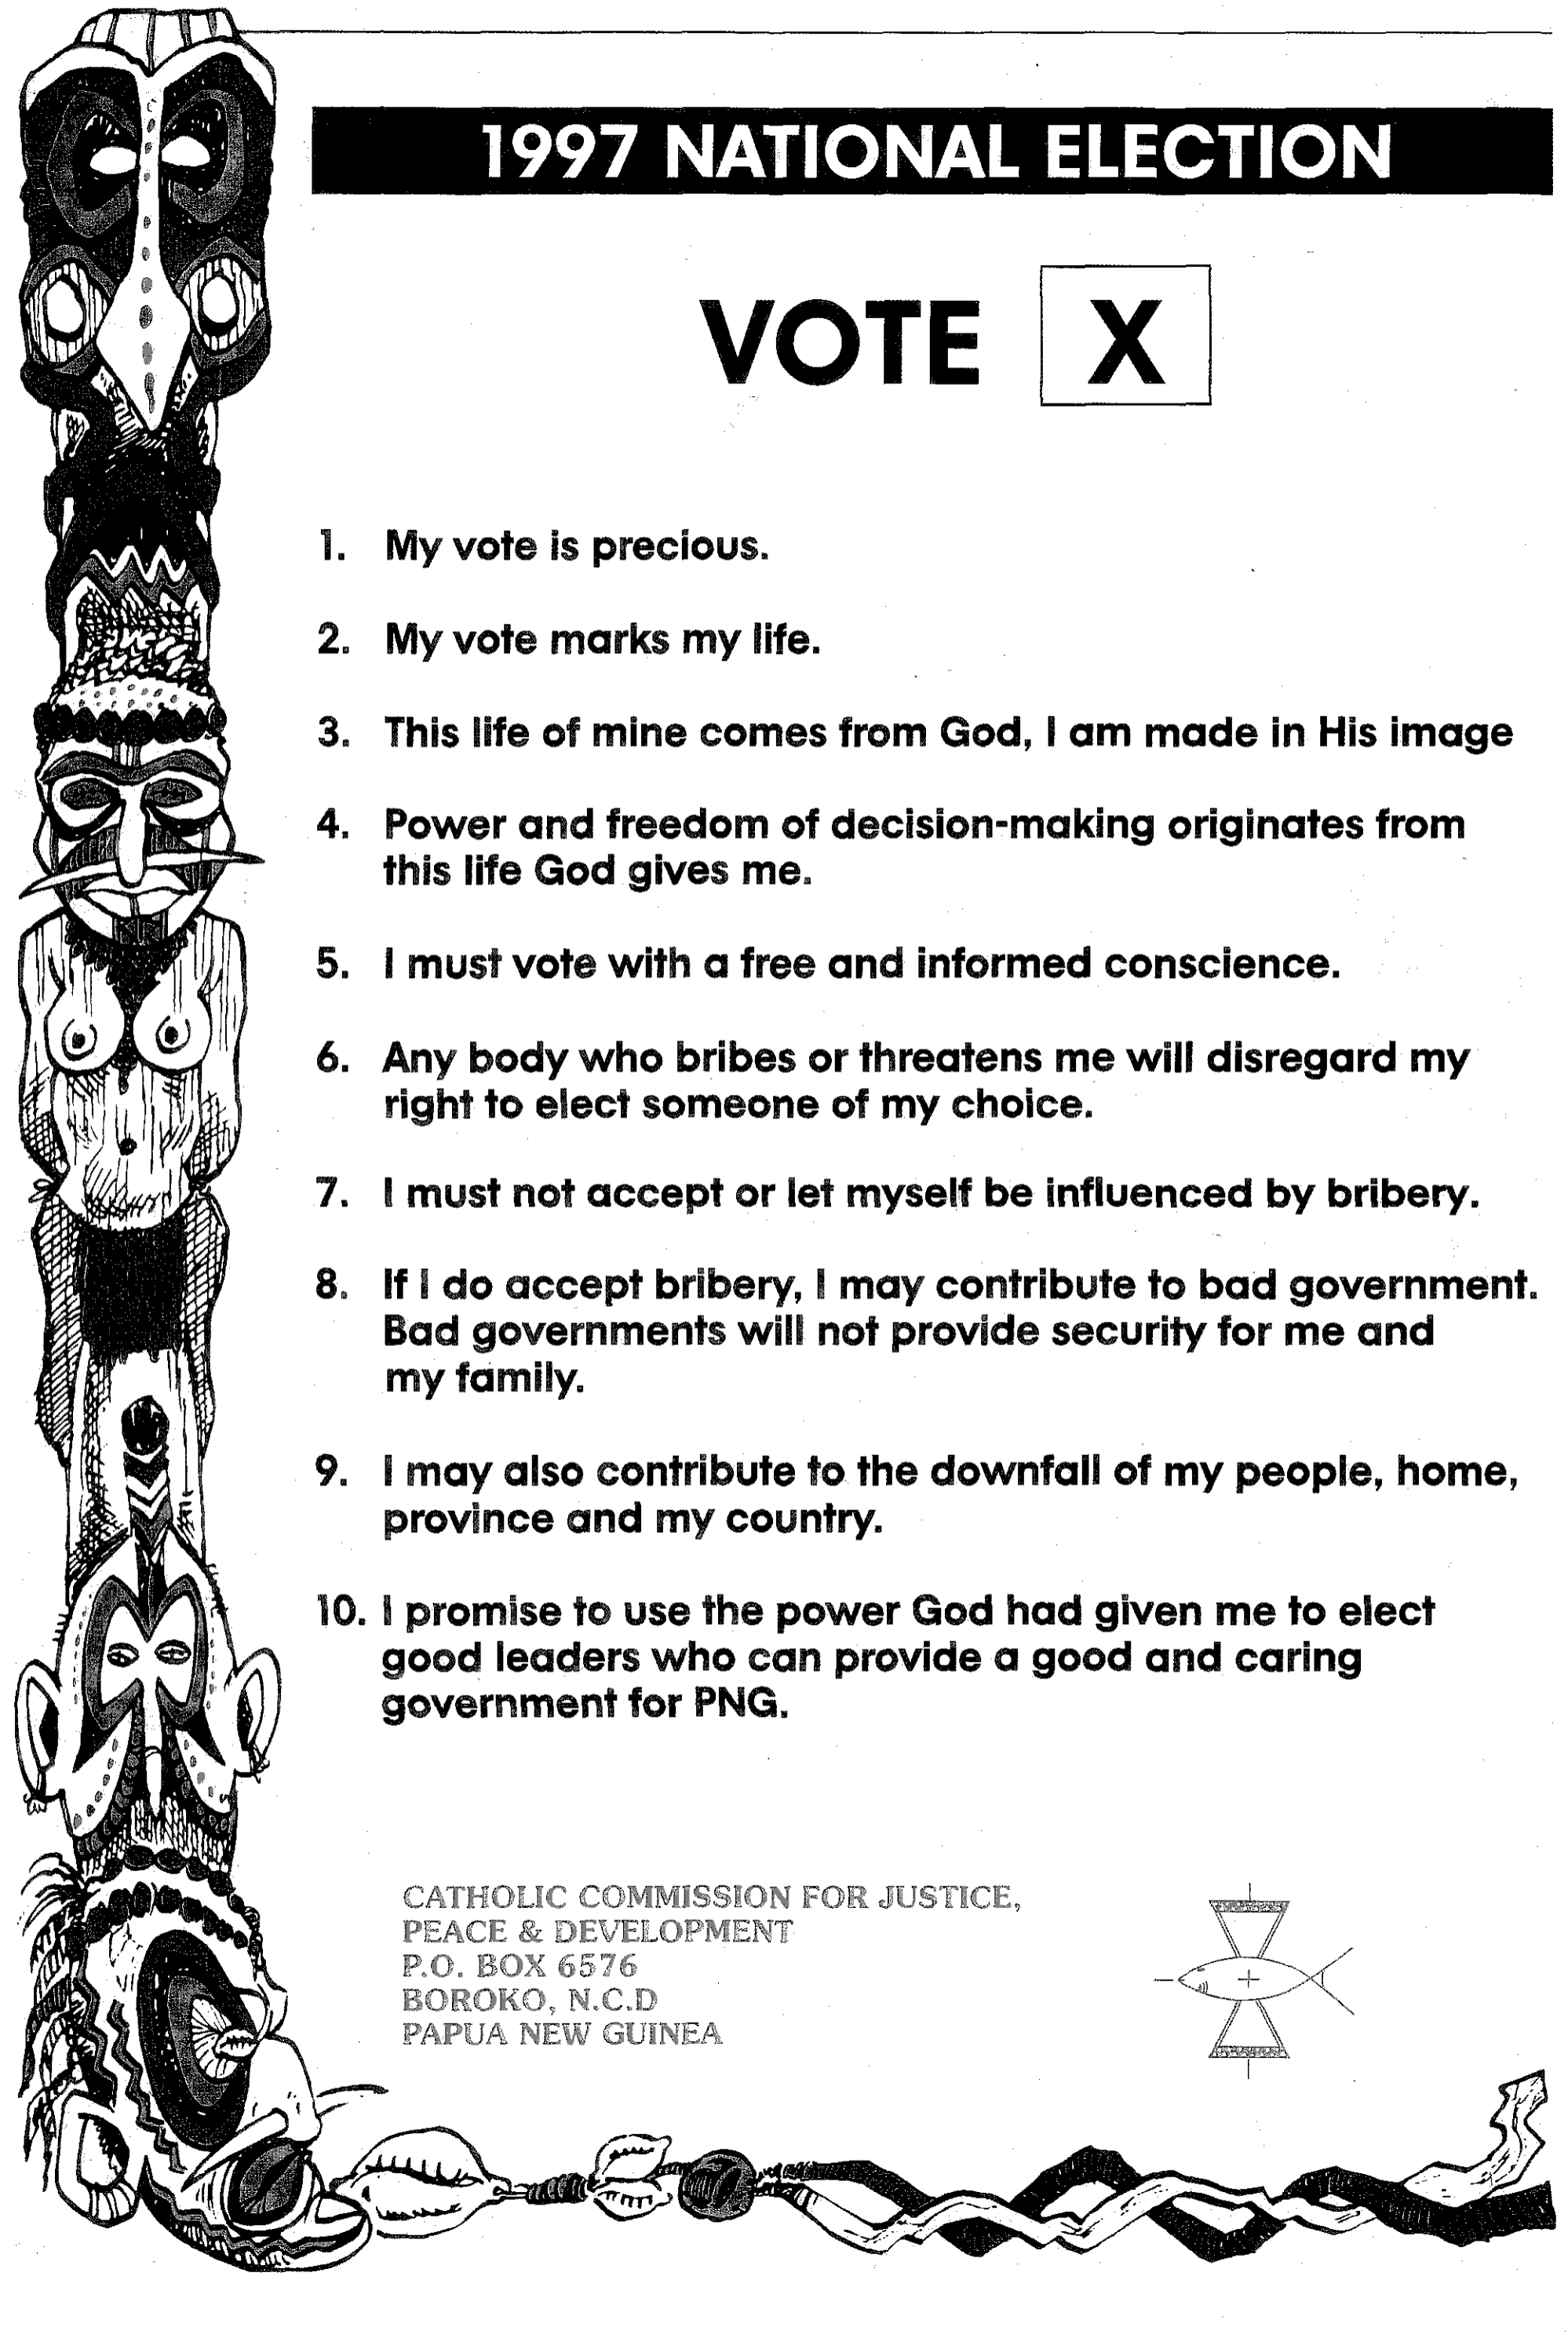 1997 NATIONAL ELECTION
VOTE X
1. My vote is precious.
2. My vote marks my life.
3. This life of mine comes from God, I am made in His image
4. Power and freedom of decision-making originates from
this life God gives me.
5. I must vote with a free and informed conscience.
6. Any body who bribes or threatens me will disregard my
right to elect someone of my choice.
7. I must not accept or let myself be influenced by bribery.
8. If I do accept bribery, I may contribute to bad government.
Bad governments will not provide security for me and
my family.
9. I may also contribute to the downfall of my people, home,
province and my country.
10. I promise to use the power God had given me to elect
good leaders who can provide a good and caring
government for PNG.
CATHOLIC COMMISSION FOR JUSTICE,
PEACE & DEVELOPMENT
P.O. BOX 6576
BOROKO, N.C.D
PAPUA NEW GUINEA